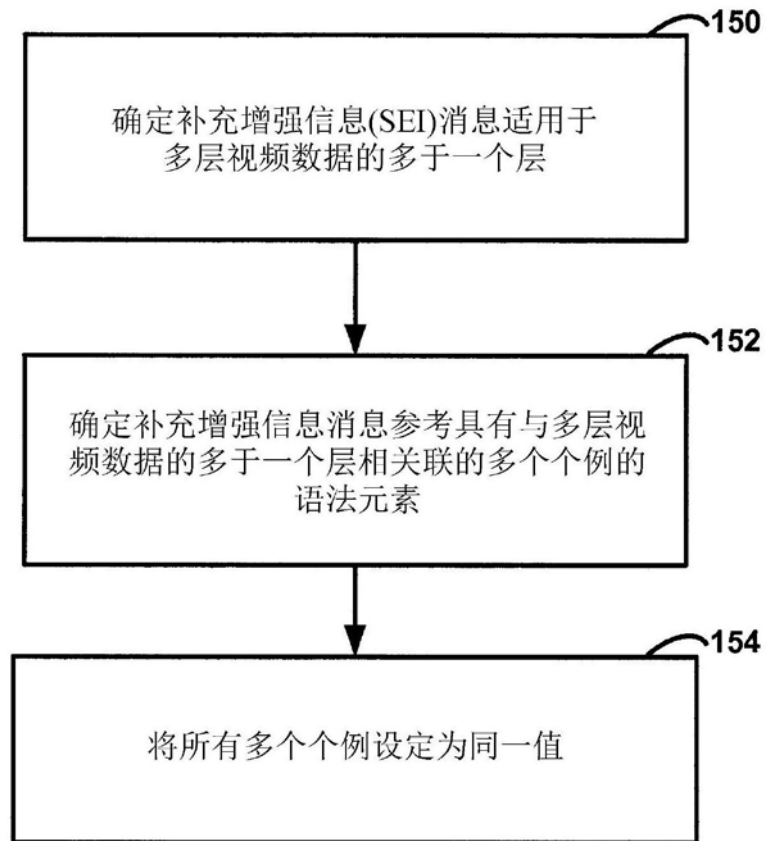 150
确定补充增强信息(SEI)消息适用于
多层视频数据的多于一个层
152
确定补充增强信息消息参考具有与多层视
频数据的多于一个层相关联的多个个例的
语法元素
154
将所有多个个例设定为同一值